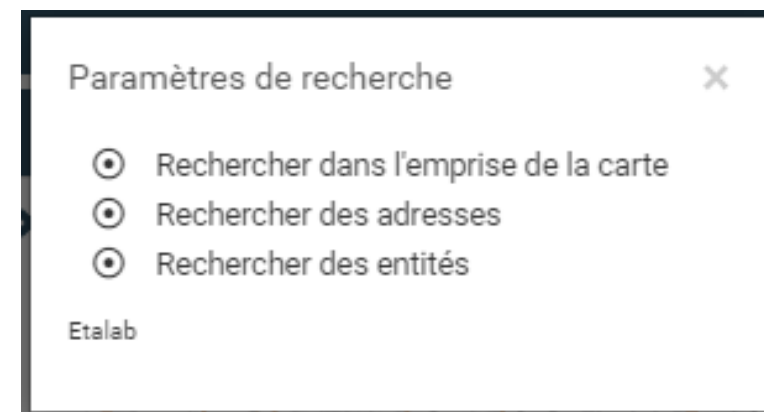 Paramètres de recherche
Rechercher dans l'emprise de la carte
Rechercher des adresses
Rechercher des entités
Etalab